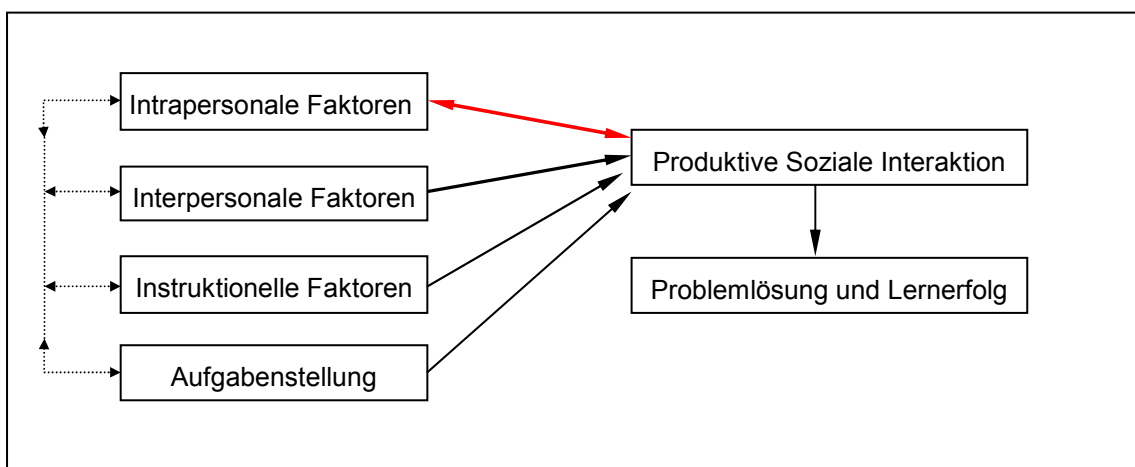 Intrapersonale Faktoren
Interpersonale Faktoren
Instruktionelle Faktoren
Aufgabenstellung
Produktive Soziale Interaktion
Problemlösung und Lernerfolg